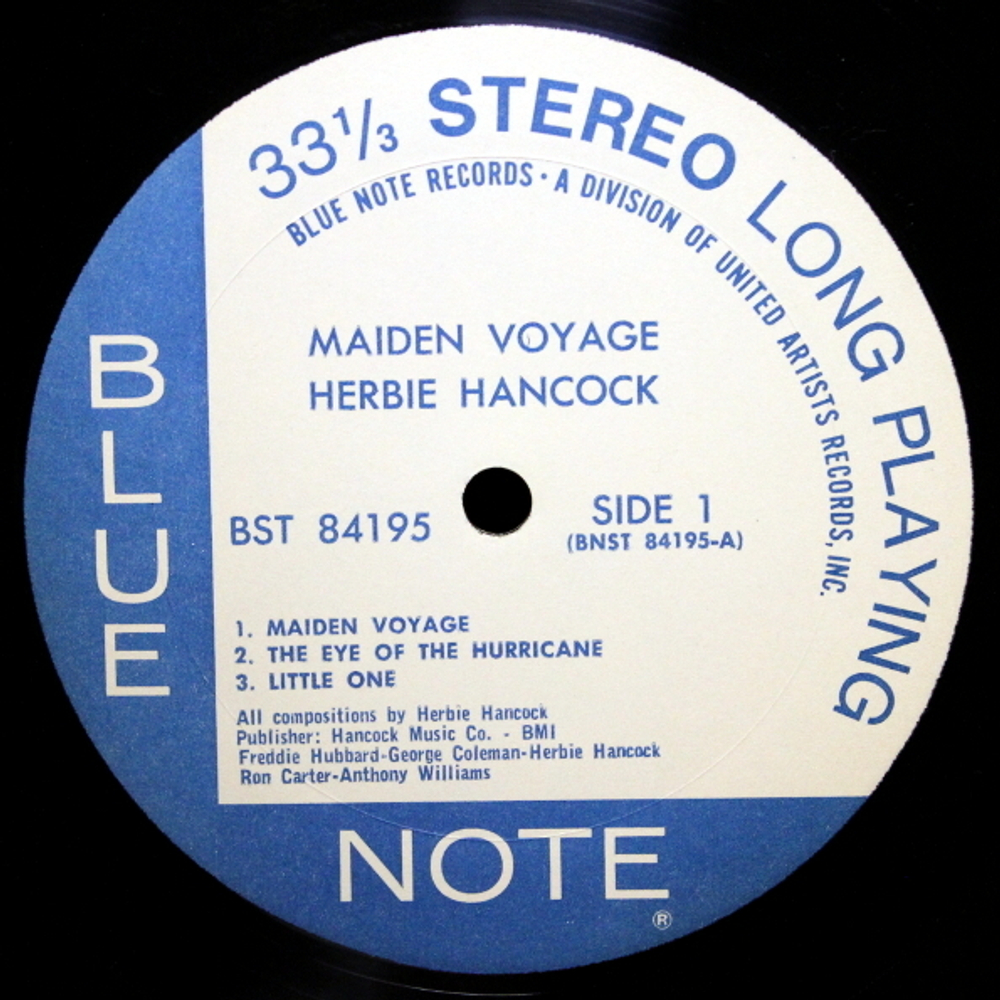 33⅓ STEREO LONG PLAYING
BLUE NOTE RECORDS · A DIVISION OF UNITED ARTISTS RECORDS, INC.
MAIDEN VOYAGE
HERBIE HANCOCK
BST 84195
SIDE 1
(BNST 84195-A)
1. MAIDEN VOYAGE
2. THE EYE OF THE HURRICANE
3. LITTLE ONE
All compositions by Herbie Hancock
Publisher: Hancock Music Co. - BMI
Freddie Hubbard-George Coleman-Herbie Hancock
Ron Carter-Anthony Williams
BLUE
NOTE
®